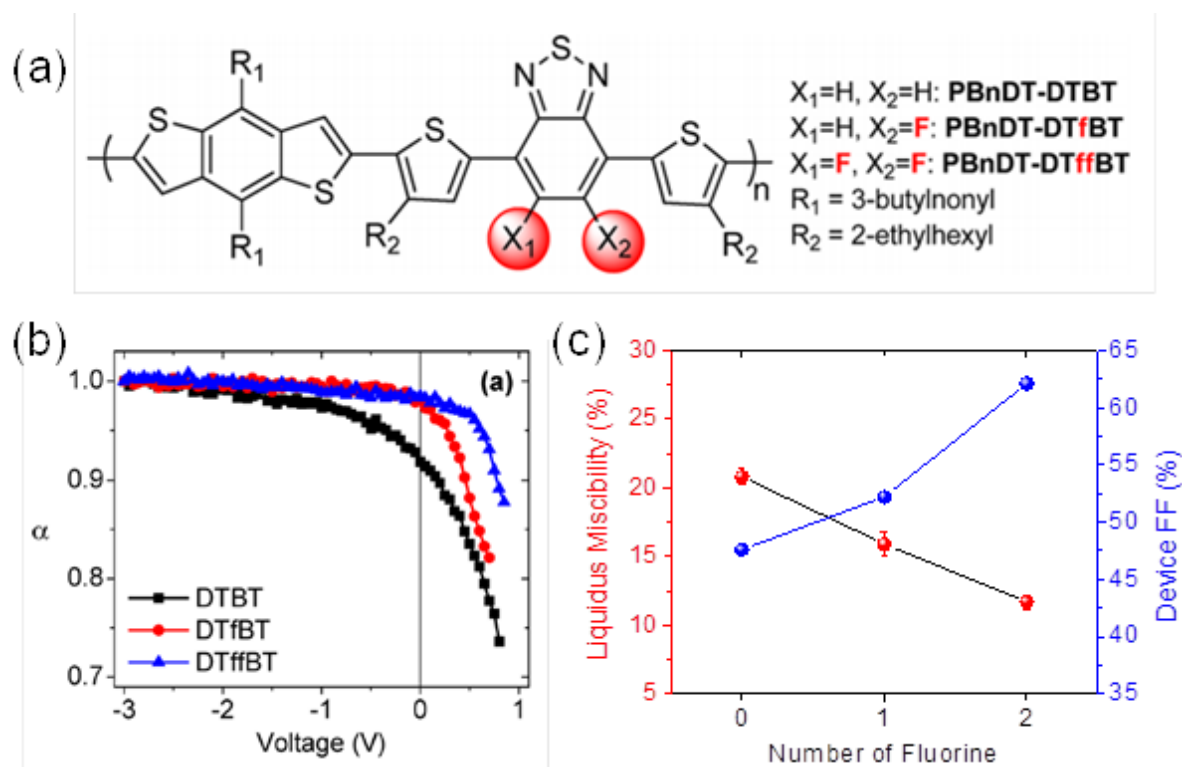 (a)
R1
S
S
R1
S
R2
N
S
N
X1
X2
S
R2
n
X1=H, X2=H: PBnDT-DTBT
X1=H, X2=F: PBnDT-DTfBT
X1=F, X2=F: PBnDT-DTffBT
R1 = 3-butylnonyl
R2 = 2-ethylhexyl
(b)
(a)
1.0
0.9
0.8
0.7
α
DTBT
DTfBT
DTffBT
-3
-2
-1
0
1
Voltage (V)
(c)
30
25
20
15
10
5
Liquidus Miscibility (%)
65
60
55
50
45
40
35
Device FF (%)
0
1
2
Number of Fluorine